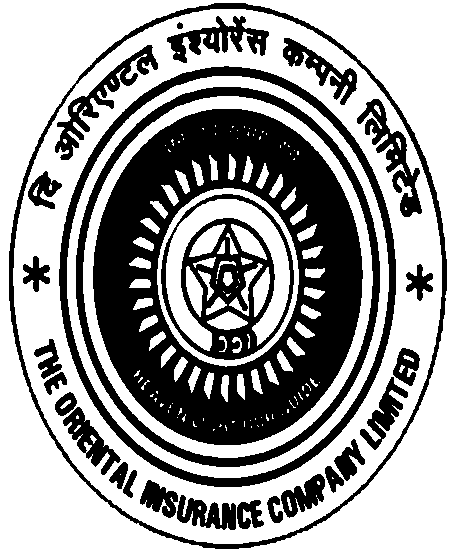 दि ओरिएण्टल इंश्योरेंस कम्पनी लिमिटेड
THE ORIENTAL INSURANCE COMPANY LIMITED